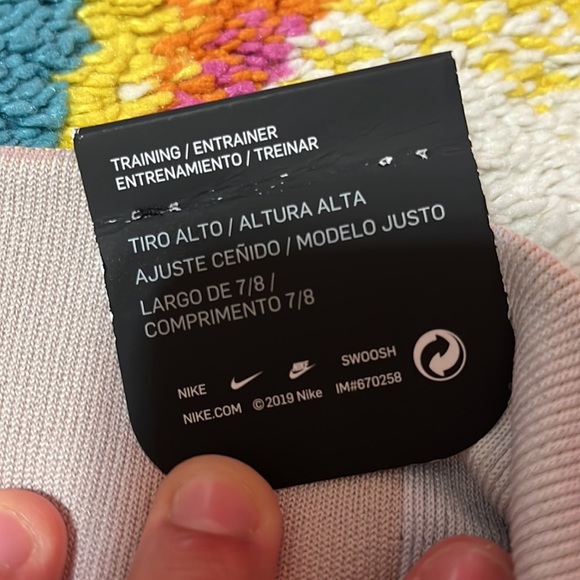 TRAINING / ENTRAINER
ENTRENAMIENTO / TREINAR
TIRO ALTO / ALTURA ALTA
AJUSTE CEÑIDO / MODELO JUSTO
LARGO DE 7/8 /
COMPRIMENTO 7/8
NIKE NIKE SWOOSH
NIKE.COM ©2019 Nike IM#670258